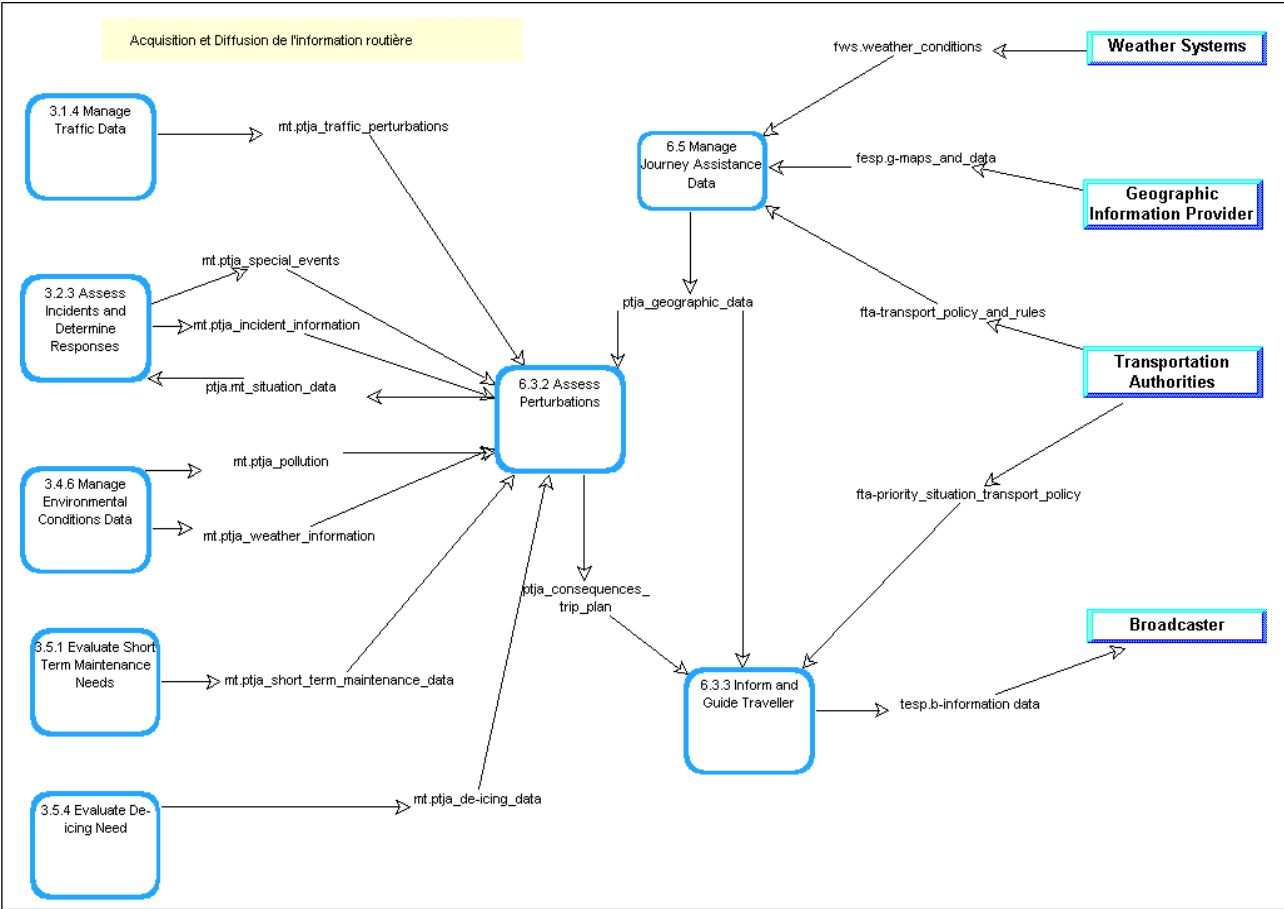 Acquisition et Diffusion de l'information routière
fws.weather_conditions
Weather Systems
3.1.4 Manage
Traffic Data
mt.ptja_traffic_perturbations
6.5 Manage
Journey Assistance
Data
fesp.g-maps_and_data
Geographic
Information Provider
mt.ptja_special_events
3.2.3 Assess
Incidents and
Determine
Responses
mt.ptja_incident_information
ptja.mt_situation_data
ptja_geographic_data
fta-transport_policy_and_rules
6.3.2 Assess
Perturbations
Transportation
Authorities
mt.ptja_pollution
3.4.6 Manage
Environmental
Conditions Data
mt.ptja_weather_information
fta-priority_situation_transport_policy
ptja_consequences_
trip_plan
Broadcaster
3.5.1 Evaluate Short
Term Maintenance
Needs
mt.ptja_short_term_maintenance_data
6.3.3 Inform and
Guide Traveller
tesp.b-information data
3.5.4 Evaluate De-
icing Need
mt.ptja_de-icing_data